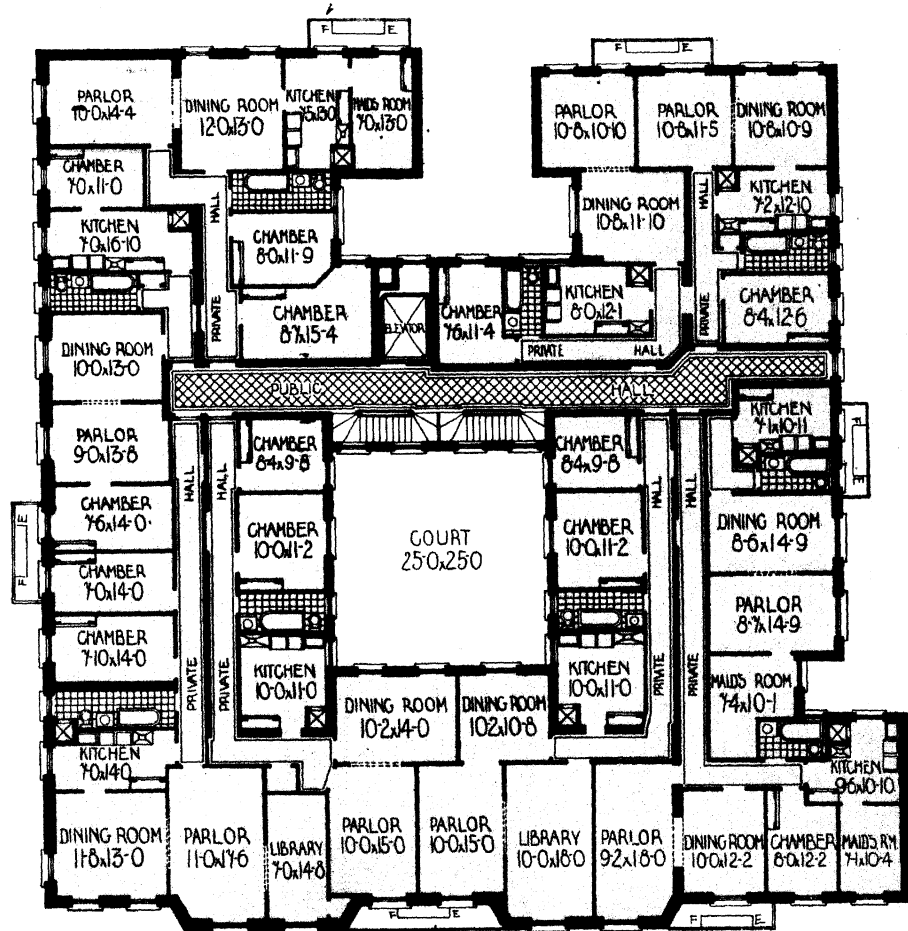 F E
PARLOR
10-0x14-4
DINING ROOM
12-0x13-0
KITCHEN
7-5x13-0
MAIDS ROOM
7-0x13-0
CHAMBER
7-0x11-0
KITCHEN
7-0x16-10
HALL
PRIVATE
CHAMBER
8-0x11-9
CHAMBER
8-7x15-4
ELEVATOR
DINING ROOM
10-0x13-0
F E
PARLOR
10-8x10-10
PARLOR
10-8x11-5
DINING ROOM
10-8x10-9
DINING ROOM
10-8x11-10
KITCHEN
7-2x12-10
HALL
PRIVATE
CHAMBER
7-6x11-4
KITCHEN
8-0x12-1
CHAMBER
8-4x12-6
PRIVATE HALL
PUBLIC HALL
PARLOR
9-0x13-8
CHAMBER
7-6x14-0
CHAMBER
7-0x14-0
CHAMBER
7-10x14-0
F E
HALL
PRIVATE
HALL
PRIVATE
CHAMBER
8-4x9-8
CHAMBER
10-0x11-2
KITCHEN
10-0x11-0
COURT
25-0x25-0
CHAMBER
8-4x9-8
CHAMBER
10-0x11-2
KITCHEN
10-0x11-0
HALL
PRIVATE
HALL
PRIVATE
KITCHEN
7-1x10-11
F E
DINING ROOM
8-6x14-9
PARLOR
8-7x14-9
MAID'S ROOM
7-4x10-1
KITCHEN
7-0x14-0
DINING ROOM
11-8x13-0
PARLOR
11-0x17-6
LIBRARY
7-0x14-8
DINING ROOM
10-2x14-0
DINING ROOM
10-2x10-8
PARLOR
10-0x15-0
PARLOR
10-0x15-0
LIBRARY
10-0x18-0
PARLOR
9-2x18-0
DINING ROOM
10-0x12-2
CHAMBER
8-0x12-2
KITCHEN
9-6x10-10
MAID'S RM
7-1x10-4
F E
F E